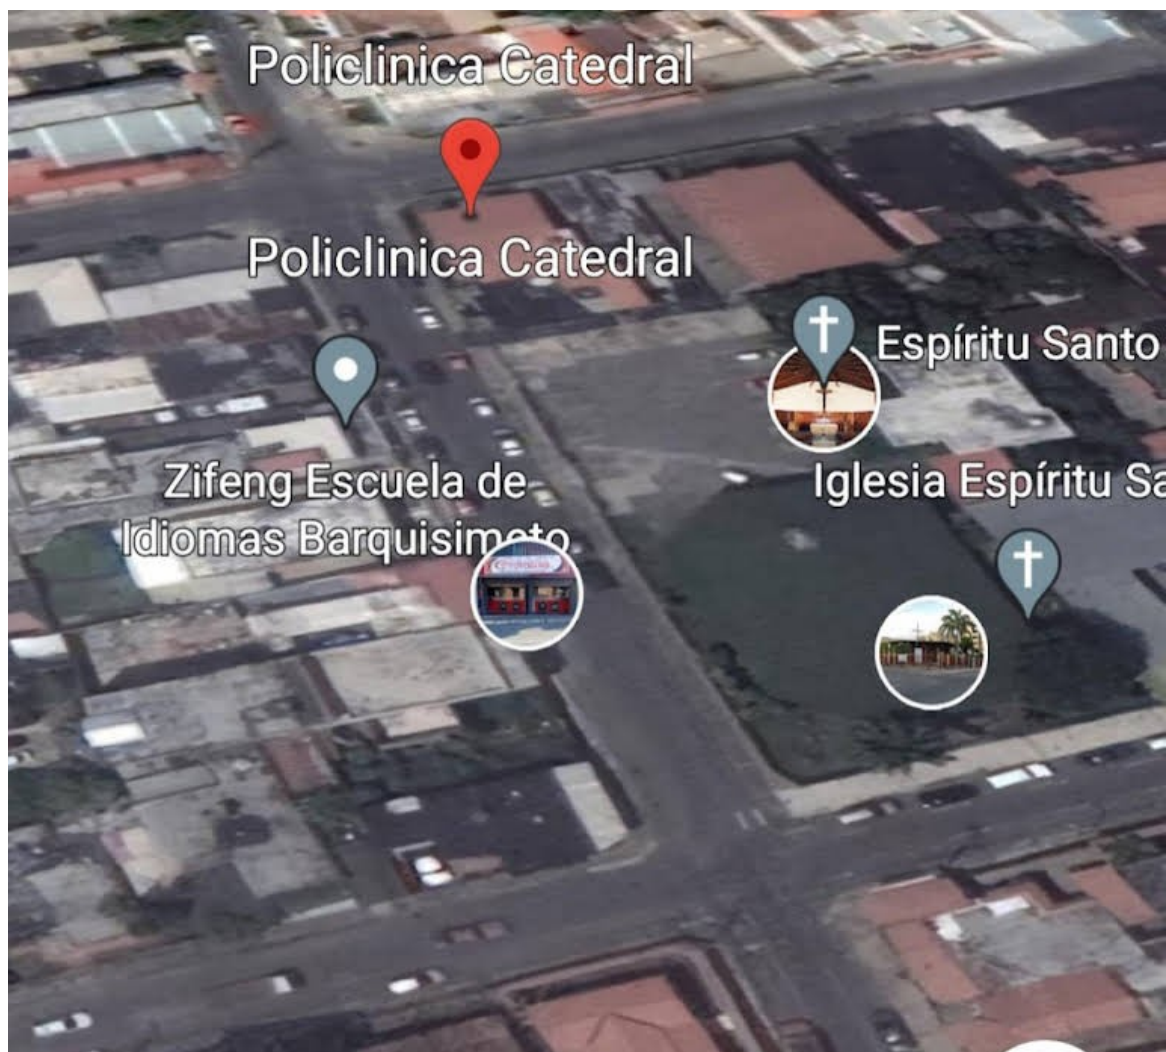 Policlinica Catedral
Policlinica Catedral
Espíritu Santo
Zifeng Escuela de
Idiomas Barquisimeto
Iglesia Espíritu Sa